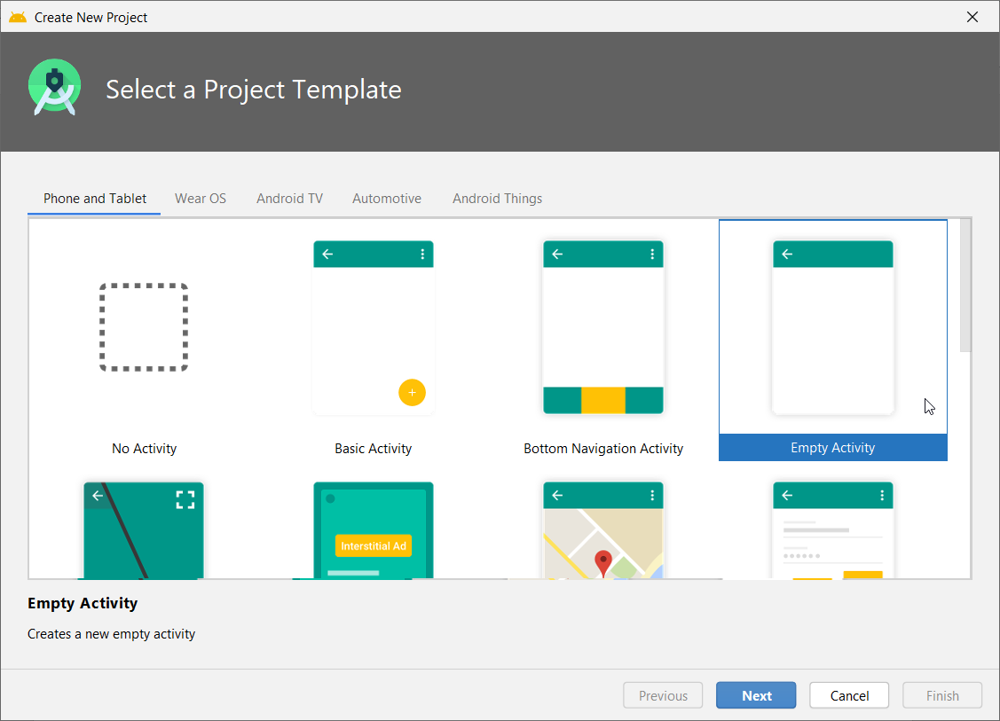 Create New Project
Select a Project Template
Phone and Tablet
Wear OS
Android TV
Automotive
Android Things
No Activity
Basic Activity
Bottom Navigation Activity
Empty Activity
Interstitial Ad
Empty Activity
Creates a new empty activity
Previous
Next
Cancel
Finish